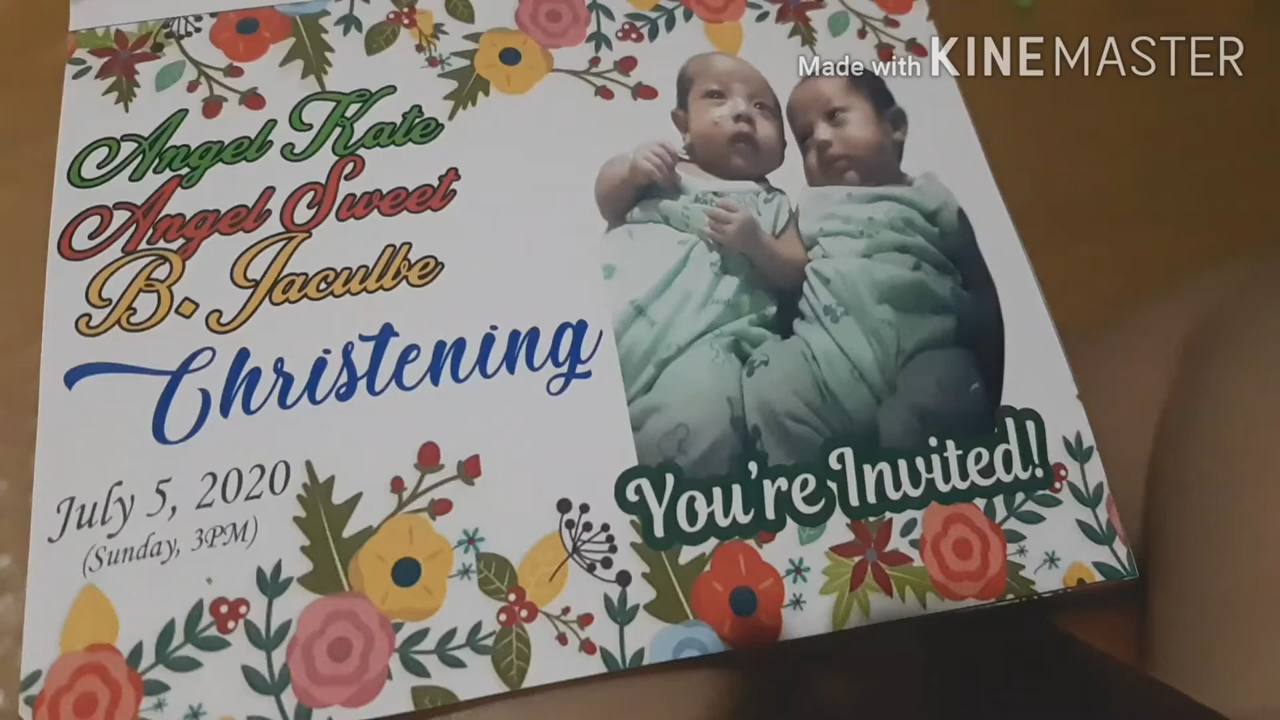 Made with KINEMASTER
Angel Kate
Angel Sweet
B. Jaculbe
Christening
July 5, 2020
(Sunday, 3PM)
You're Invited!